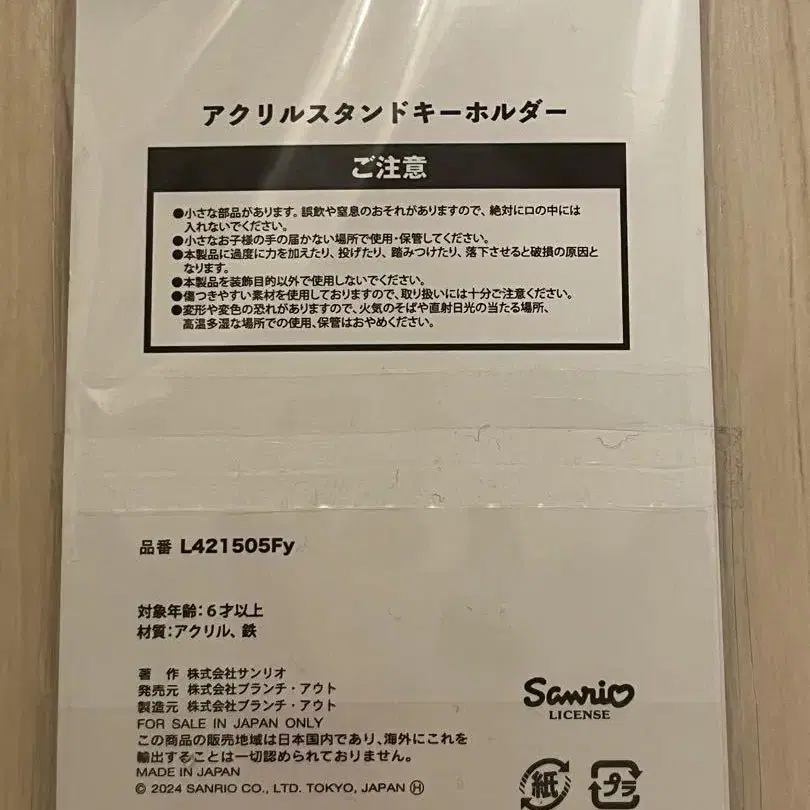 アクリルスタンドキーホルダー
ご注意
●小さな部品があります。誤飲や窒息のおそれがありますので、絶対に口の中には
入れないでください。
●小さなお子様の手の届かない場所で使用・保管してください。
●本製品に過度に力を加えたり、投げたり、踏みつけたり、落下させると破損の原因と
なります。
●本製品を装飾目的以外で使用しないでください。
●傷つきやすい素材を使用しておりますので、取り扱いには十分ご注意ください。
●変形や変色の恐れがありますので、火気のそばや直射日光の当たる場所、
高温多湿な場所での使用、保管はおやめください。
品番 L421505Fy
対象年齢：6才以上
材質：アクリル、鉄
著 作 株式会社サンリオ
発売元 株式会社ブランチ・アウト
製造元 株式会社ブランチ・アウト
FOR SALE IN JAPAN ONLY
この商品の販売地域は日本国内であり、海外にこれを
輸出することは一切認められておりません。
MADE IN JAPAN
© 2024 SANRIO CO., LTD. TOKYO, JAPAN Ⓗ
Sanrio
LICENSE
紙 プラ